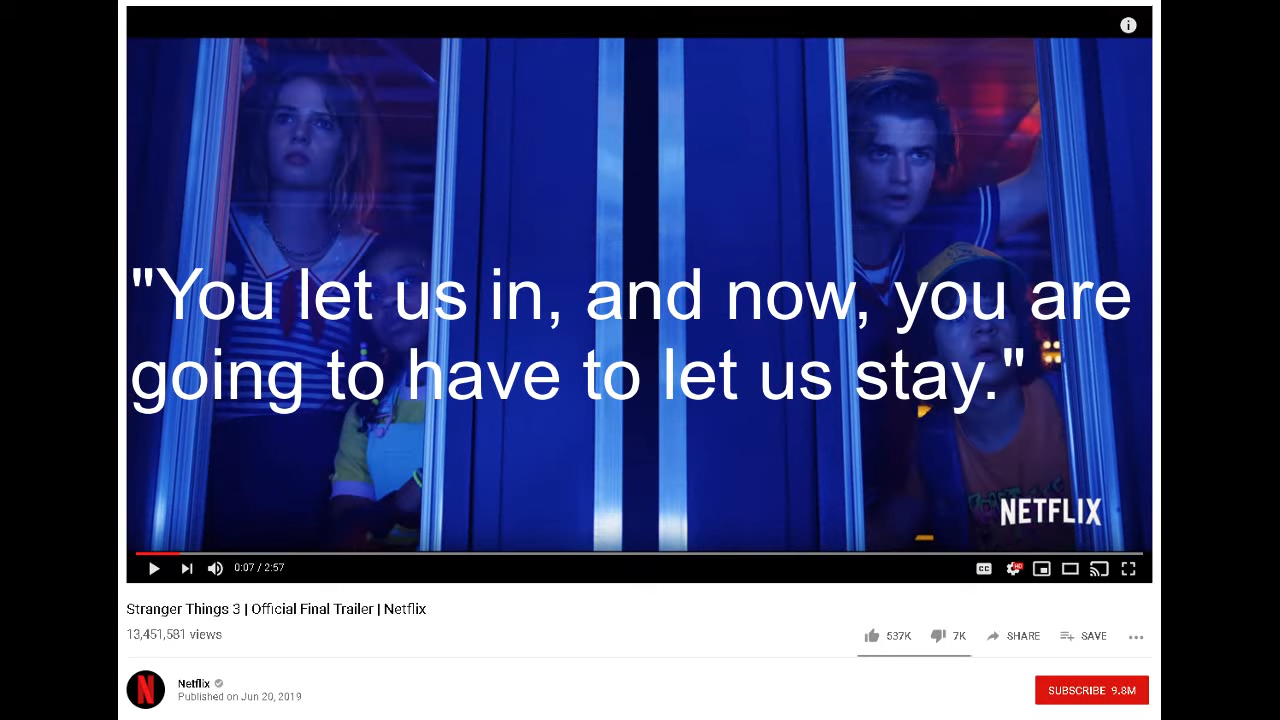 "You let us in, and now, you are
going to have to let us stay."
NETFLIX
0:07 / 2:57
CC
HD
Stranger Things 3 | Official Final Trailer | Netflix
13,451,581 views
537K
7K
SHARE
SAVE
N
Netflix
Published on Jun 20, 2019
SUBSCRIBE 9.8M